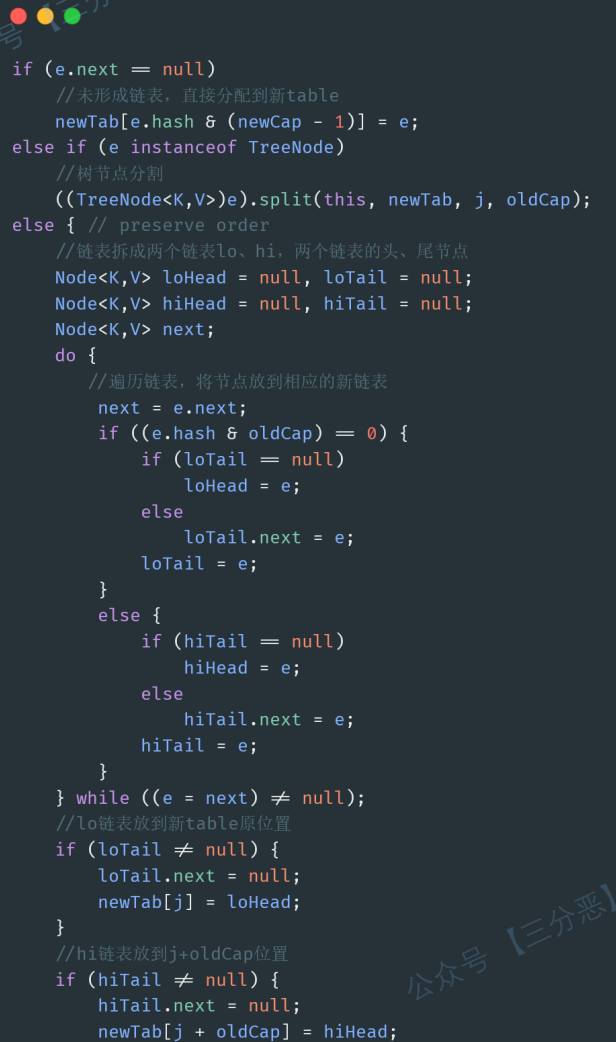 号 【三分
if (e.next == null)
//未形成链表，直接分配到新table
newTab[e.hash & (newCap - 1)] = e;
else if (e instanceof TreeNode)
//树节点分割
((TreeNode<K,V>)e).split(this, newTab, j, oldCap);
else { // preserve order
//链表拆成两个链表lo、hi，两个链表的头、尾节点
Node<K,V> loHead = null, loTail = null;
Node<K,V> hiHead = null, hiTail = null;
Node<K,V> next;
do {
//遍历链表，将节点放到相应的新链表
next = e.next;
if ((e.hash & oldCap) == 0) {
if (loTail == null)
loHead = e;
else
loTail.next = e;
loTail = e;
}
else {
if (hiTail == null)
hiHead = e;
else
hiTail.next = e;
hiTail = e;
}
} while ((e = next) != null);
//lo链表放到新table原位置
if (loTail != null) {
loTail.next = null;
newTab[j] = loHead;
}
//hi链表放到j+oldCap位置
if (hiTail != null) {
hiTail.next = null;
newTab[j + oldCap] = hiHead;
公众号 【三分恶】